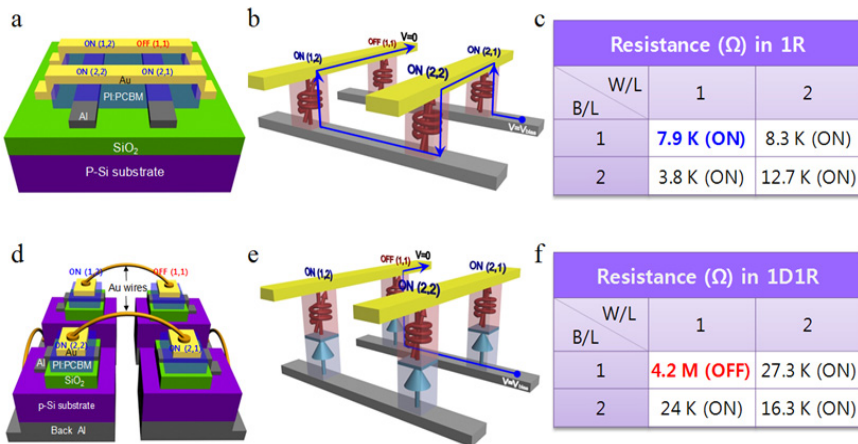 a
ON (1,2) OFF (1,1)
ON (2,2) ON (2,1)
Au
PI:PCBM
Al
SiO₂
P-Si substrate
b
V=0
ON (1,2)
OFF (1,1)
ON (2,1)
ON (2,2)
c
Resistance (Ω) in 1R
W/L
B/L
1 2
1 7.9 K (ON) 8.3 K (ON)
2 3.8 K (ON) 12.7 K (ON)
d
OFF (1,1)
Au wires
ON (2,2)
ON (2,1)
Au
Al
PI:PCBM
SiO₂
p-Si substrate
Back Al
e
V=0
ON (1,2)
OFF (1,1)
ON (2,1)
ON (2,2)
f
Resistance (Ω) in 1D1R
W/L
B/L
1 2
1 4.2 M (OFF) 27.3 K (ON)
2 24 K (ON) 16.3 K (ON)